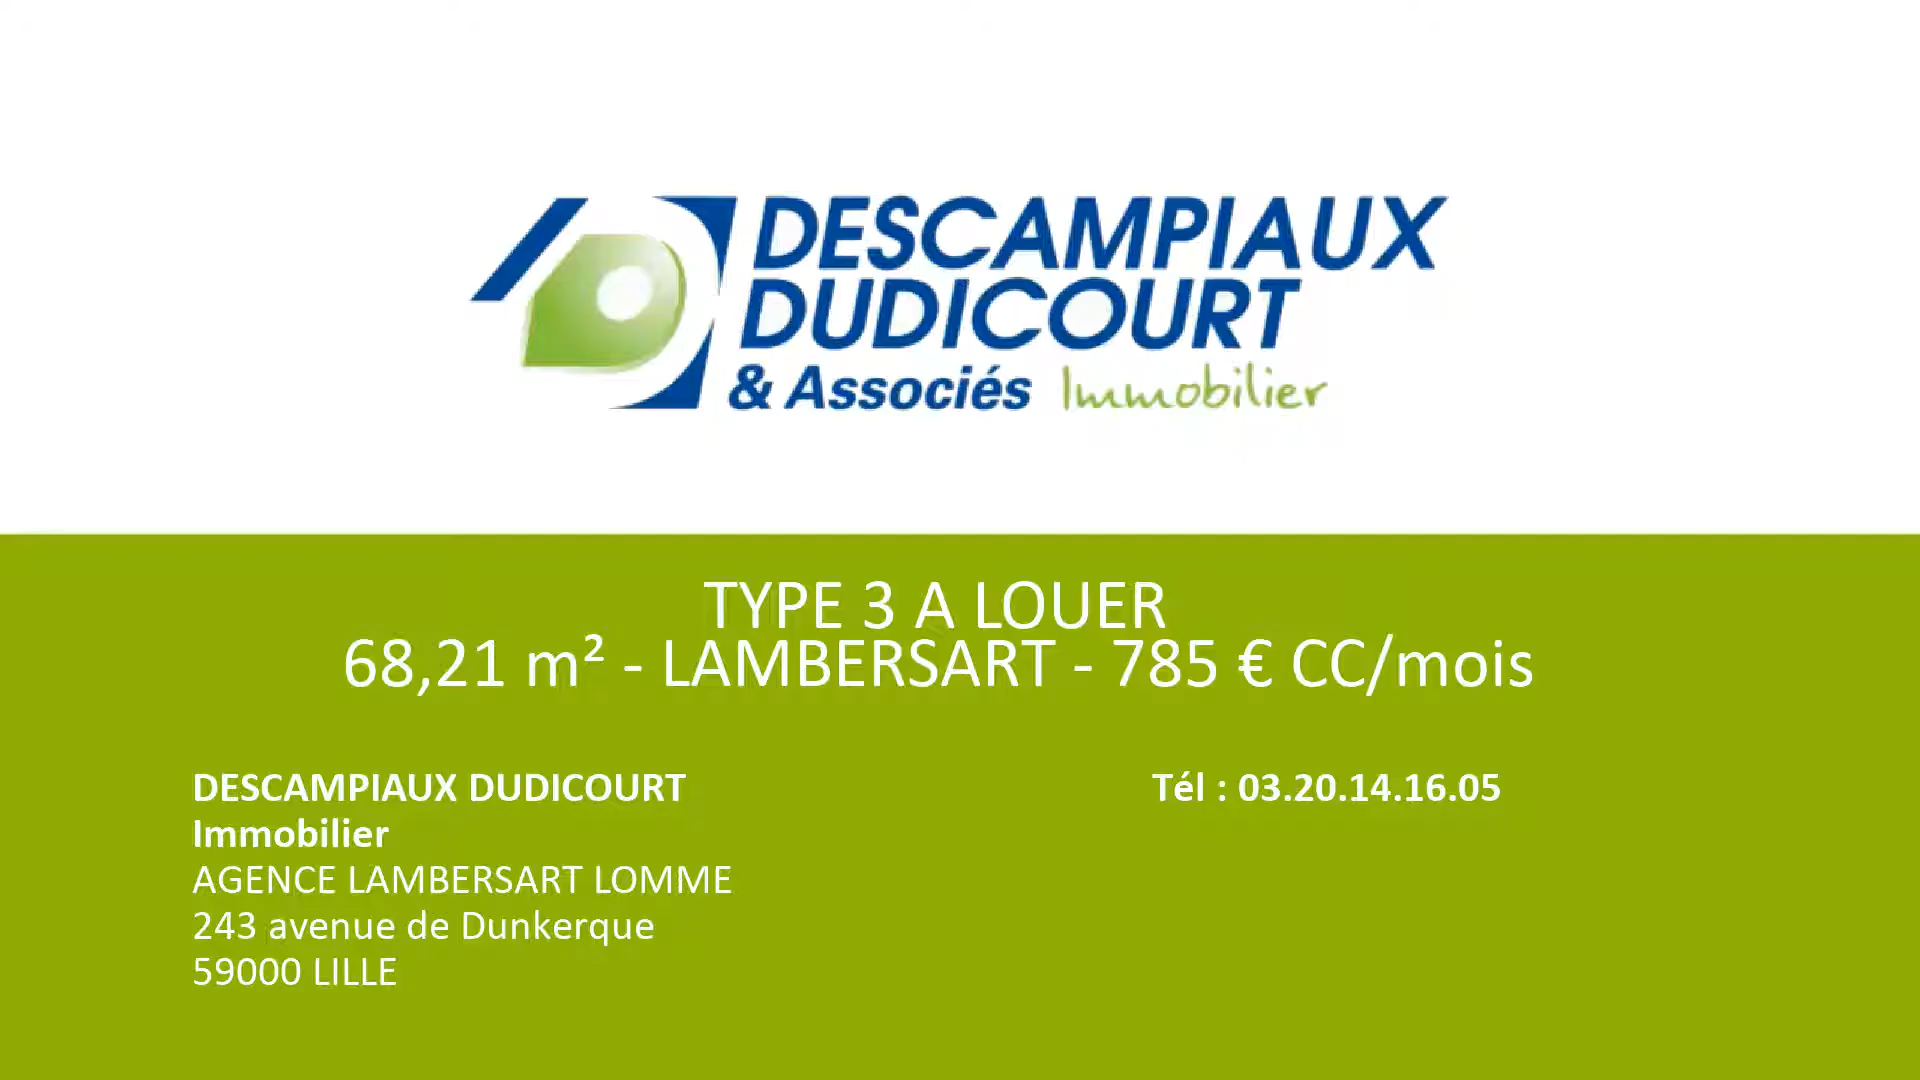 DESCAMPIAUX
DUDICOURT
& Associés Immobilier
TYPE 3 A LOUER
68,21 m² - LAMBERSART - 785 € CC/mois
DESCAMPIAUX DUDICOURT
Immobilier
AGENCE LAMBERSART LOMME
243 avenue de Dunkerque
59000 LILLE
Tél : 03.20.14.16.05